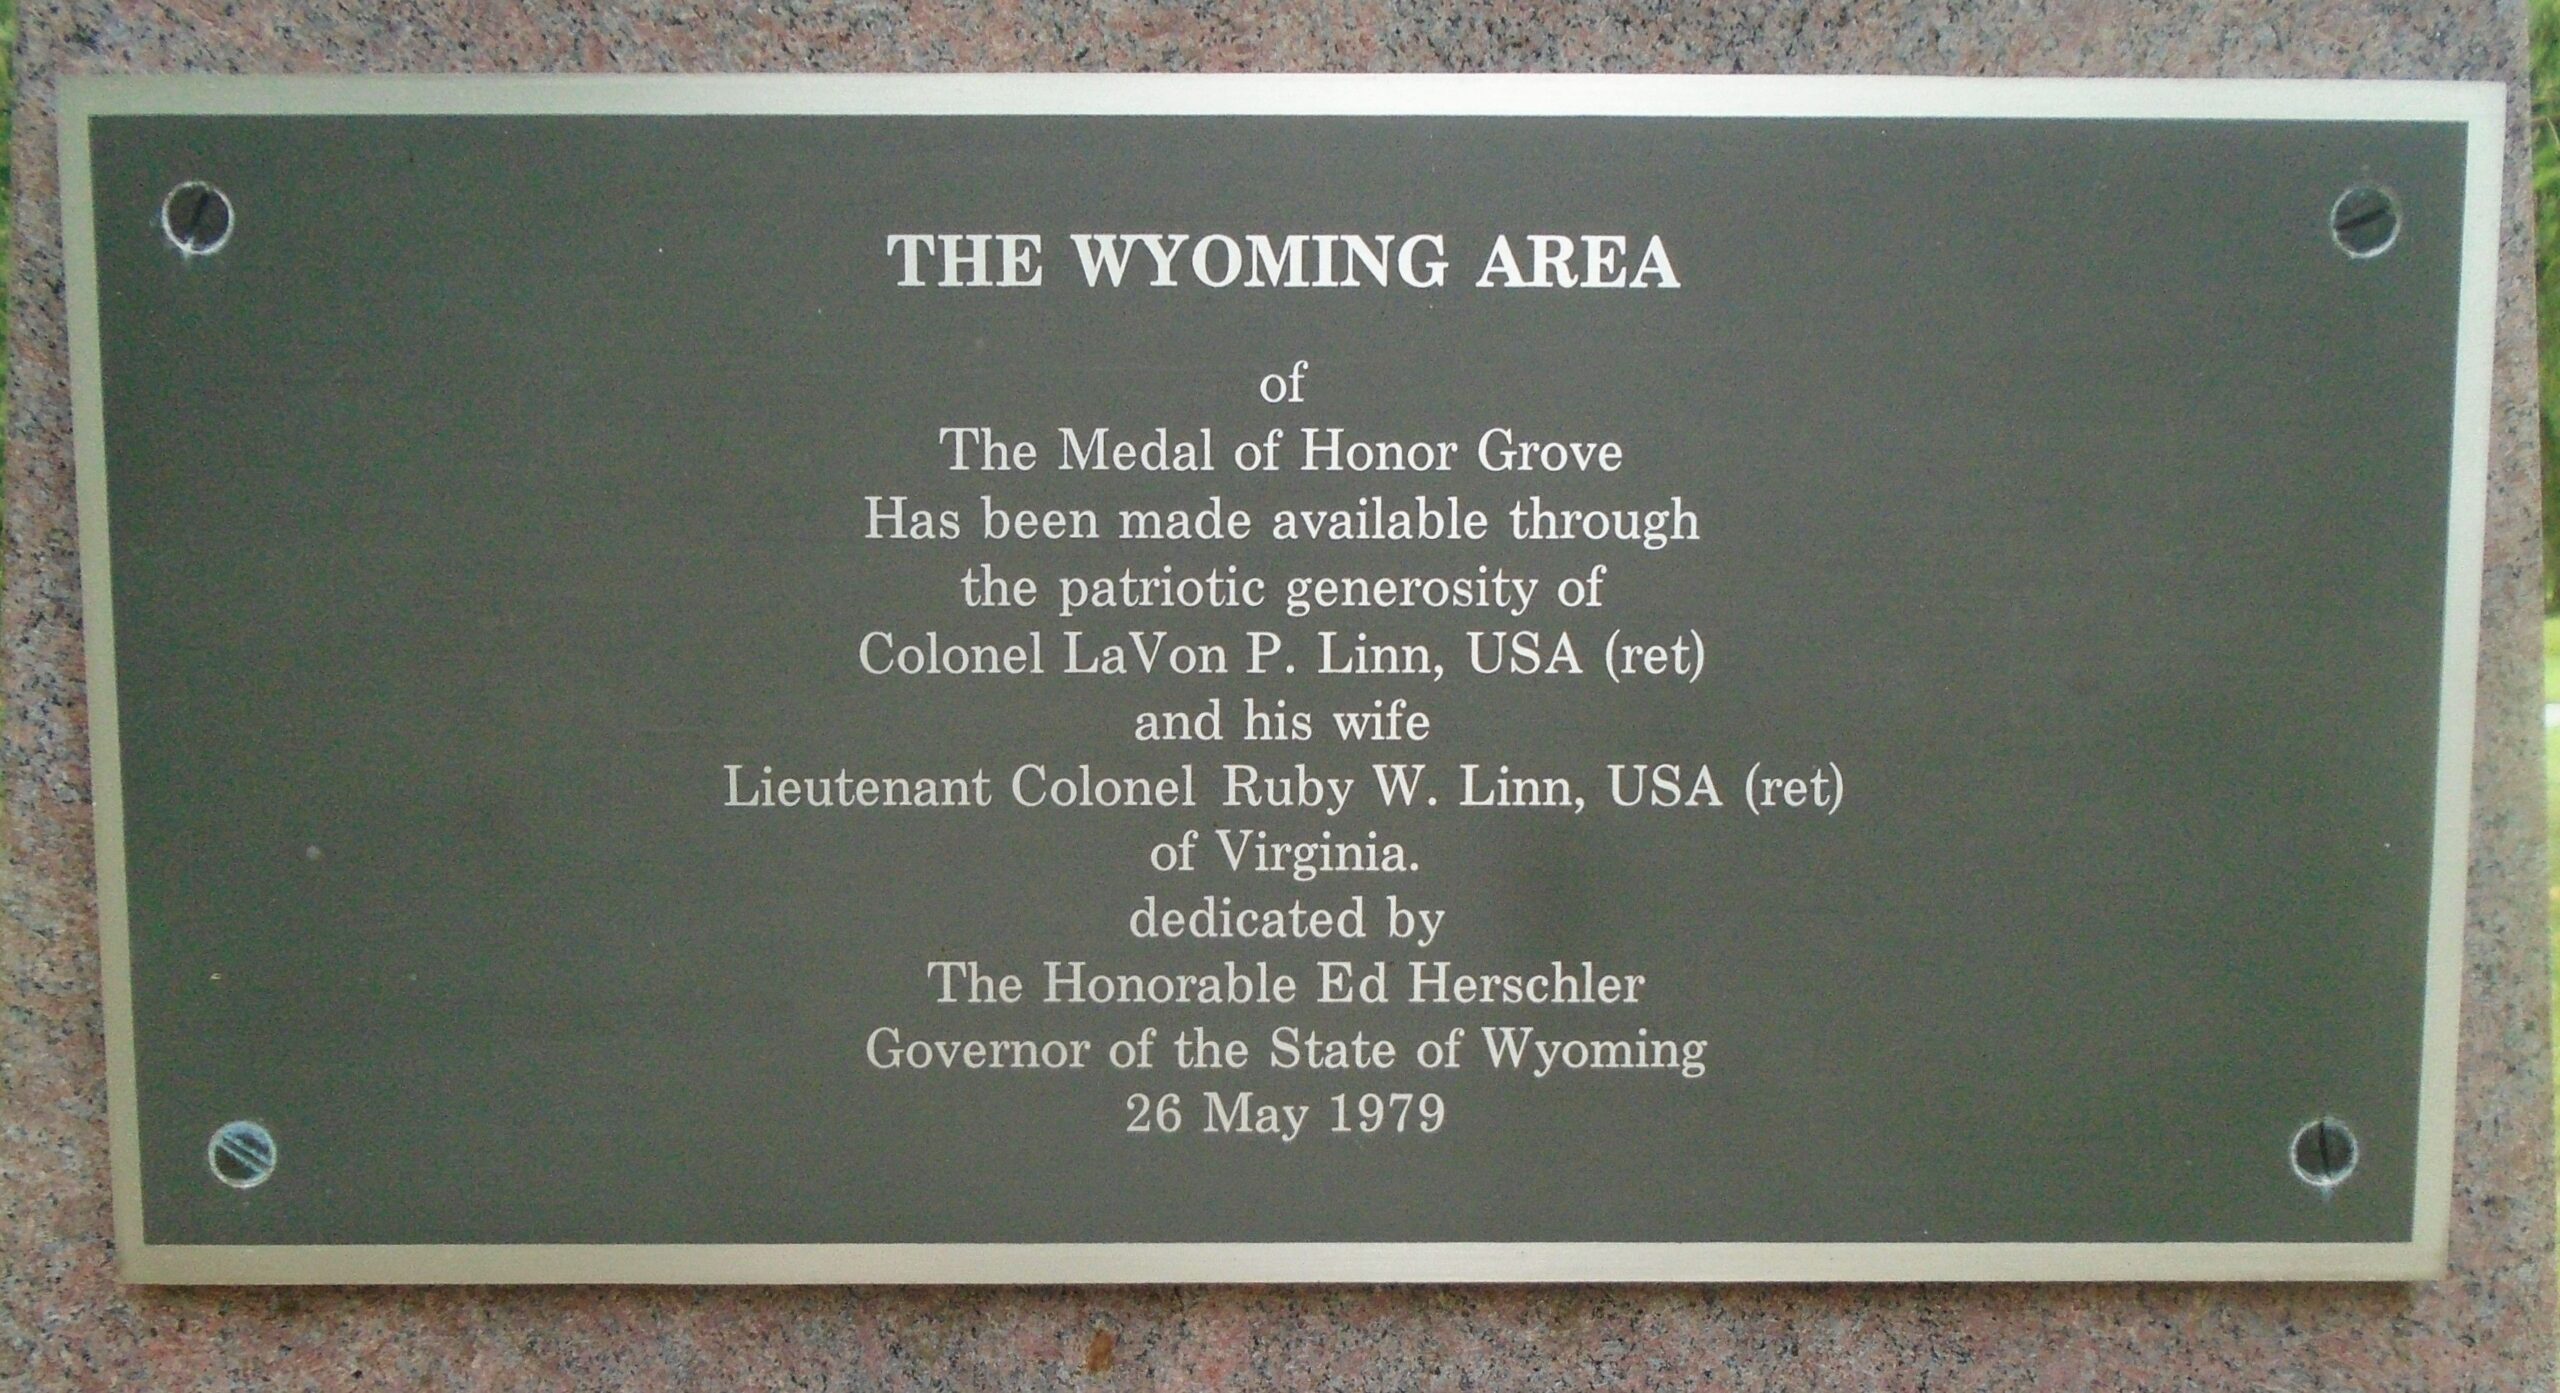 THE WYOMING AREA
of
The Medal of Honor Grove
Has been made available through
the patriotic generosity of
Colonel LaVon P. Linn, USA (ret)
and his wife
Lieutenant Colonel Ruby W. Linn, USA (ret)
of Virginia.
dedicated by
The Honorable Ed Herschler
Governor of the State of Wyoming
26 May 1979